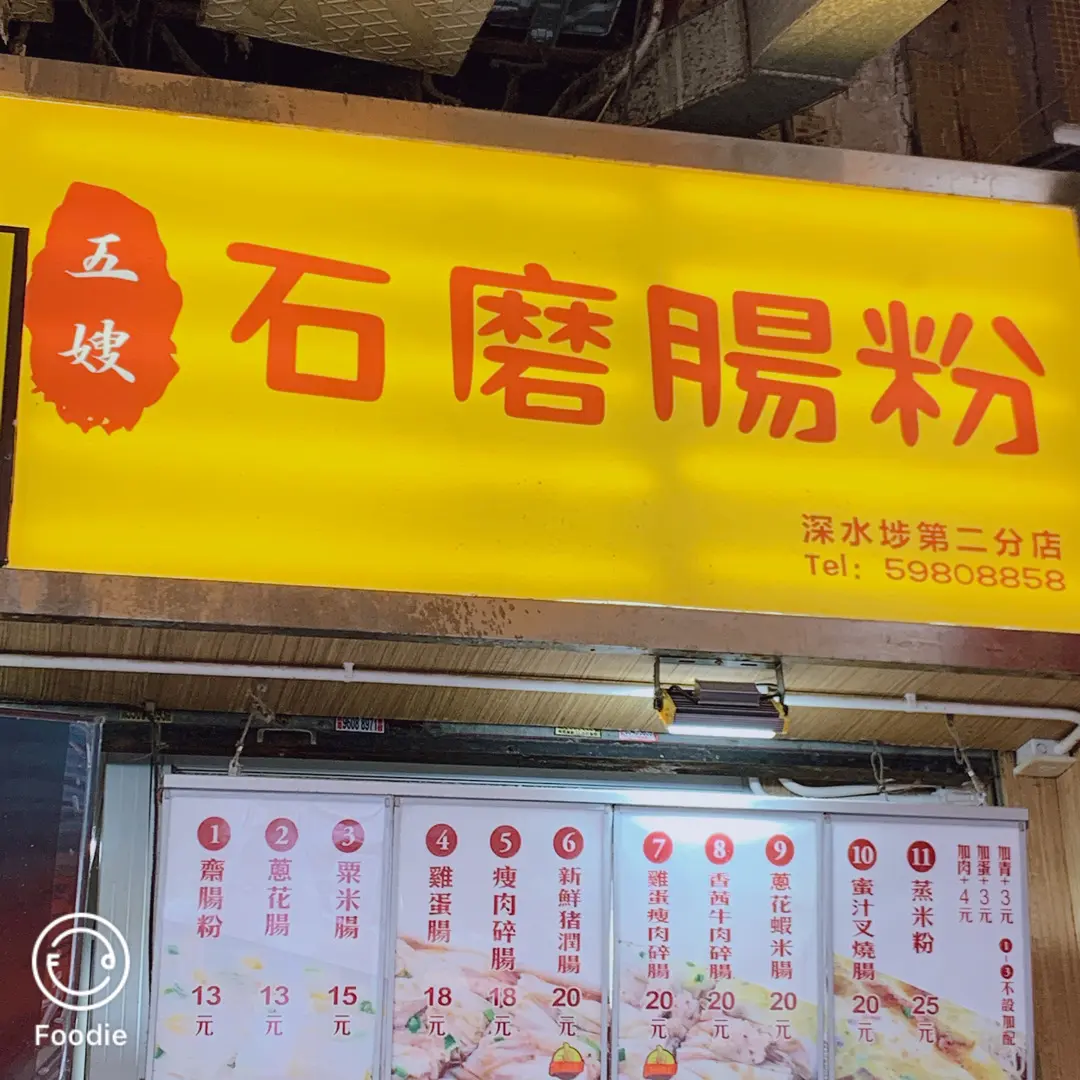 五嫂
石磨腸粉
深水埗第二分店
Tel: 59808858
9608 8971
1 齋腸粉 13元
2 蔥花腸 13元
3 粟米腸 15元
4 雞蛋腸 18元
5 瘦肉碎腸 18元
6 新鮮猪潤腸 20元
7 雞蛋瘦肉碎腸 20元
8 香茜牛肉碎腸 20元
9 蔥花蝦米腸 20元
10 蜜汁叉燒腸 20元
11 蒸米粉 25元
加青+3元
加蛋+3元
加肉+4元
1-3不設加配
Foodie